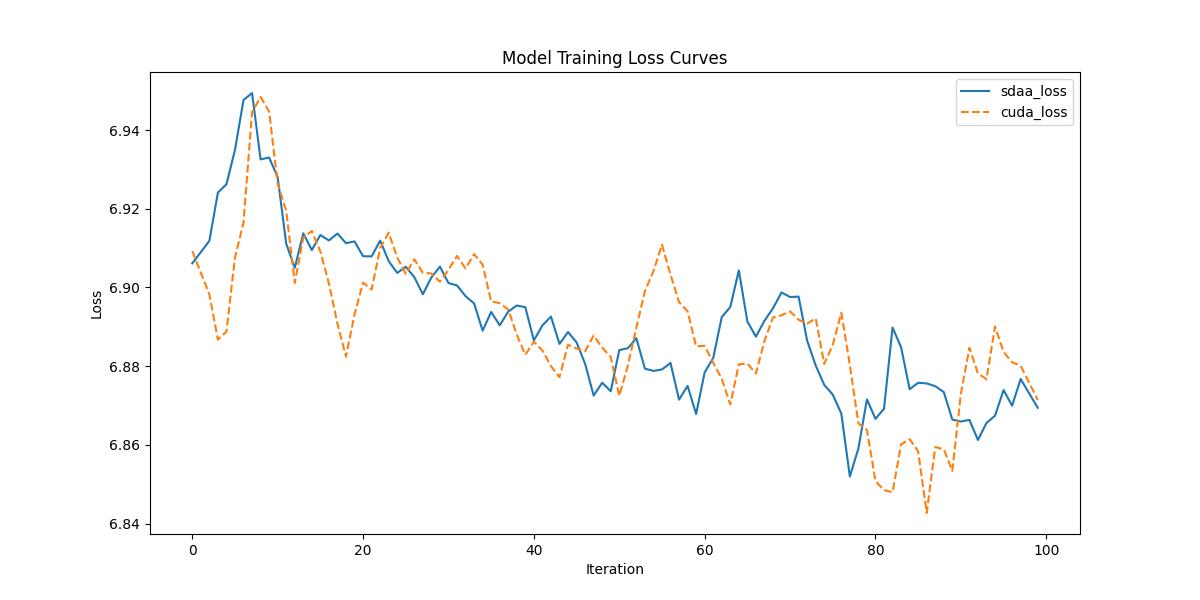 Model Training Loss Curves
sdaa_loss
cuda_loss
6.94
6.92
6.90
6.88
6.86
6.84
Loss
0 20 40 60 80 100
Iteration